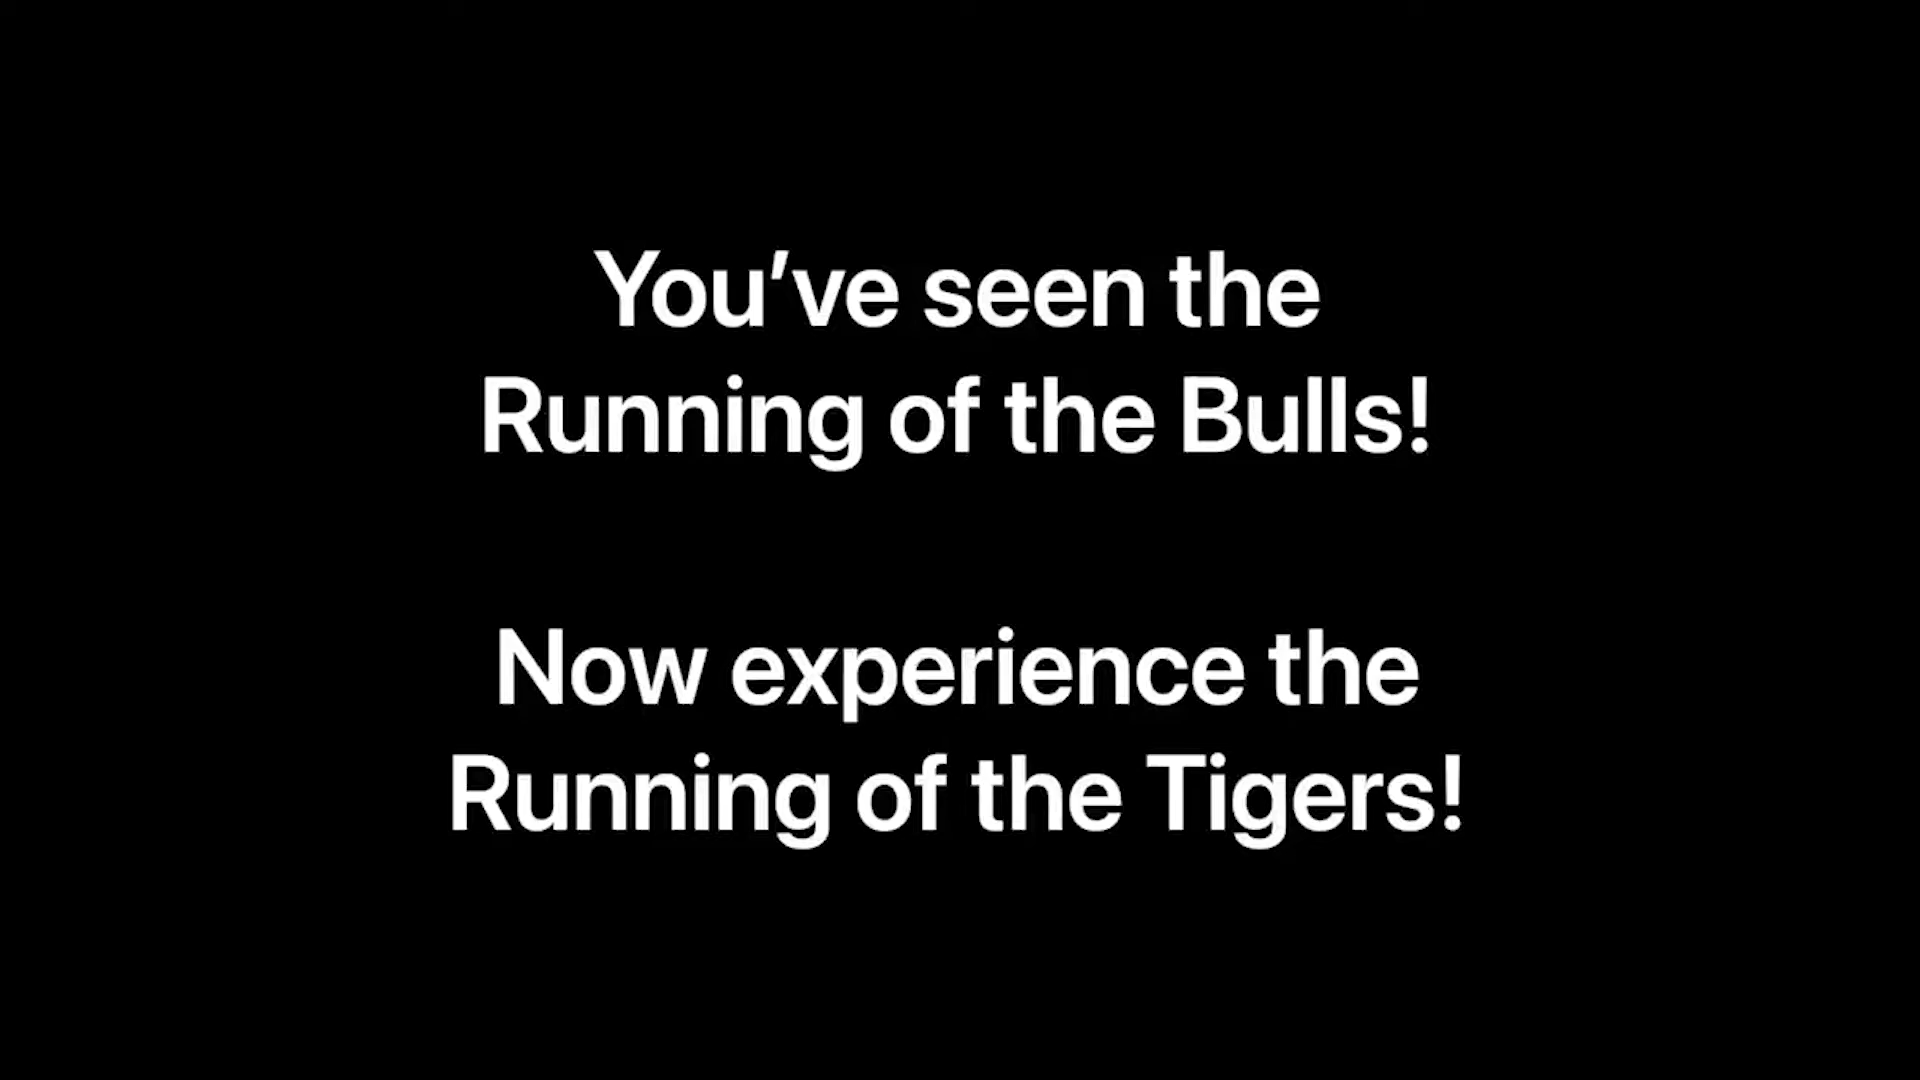 You've seen the
Running of the Bulls!
Now experience the
Running of the Tigers!